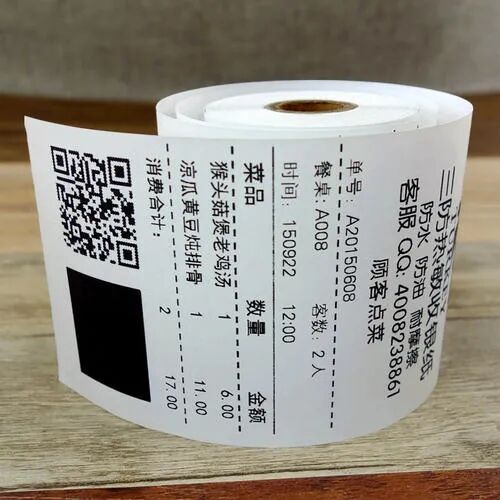 三防热敏收银纸
防水 防油 耐摩擦
客服 QQ: 4008238861
顾客点菜
单号: A20150608
餐桌: A008 客数: 2人
时间: 150922 12:00
菜品 数量 金额
猴头菇煲老鸡汤 1 6.00
凉瓜黄豆炖排骨 1 11.00
消费合计: 2 17.00